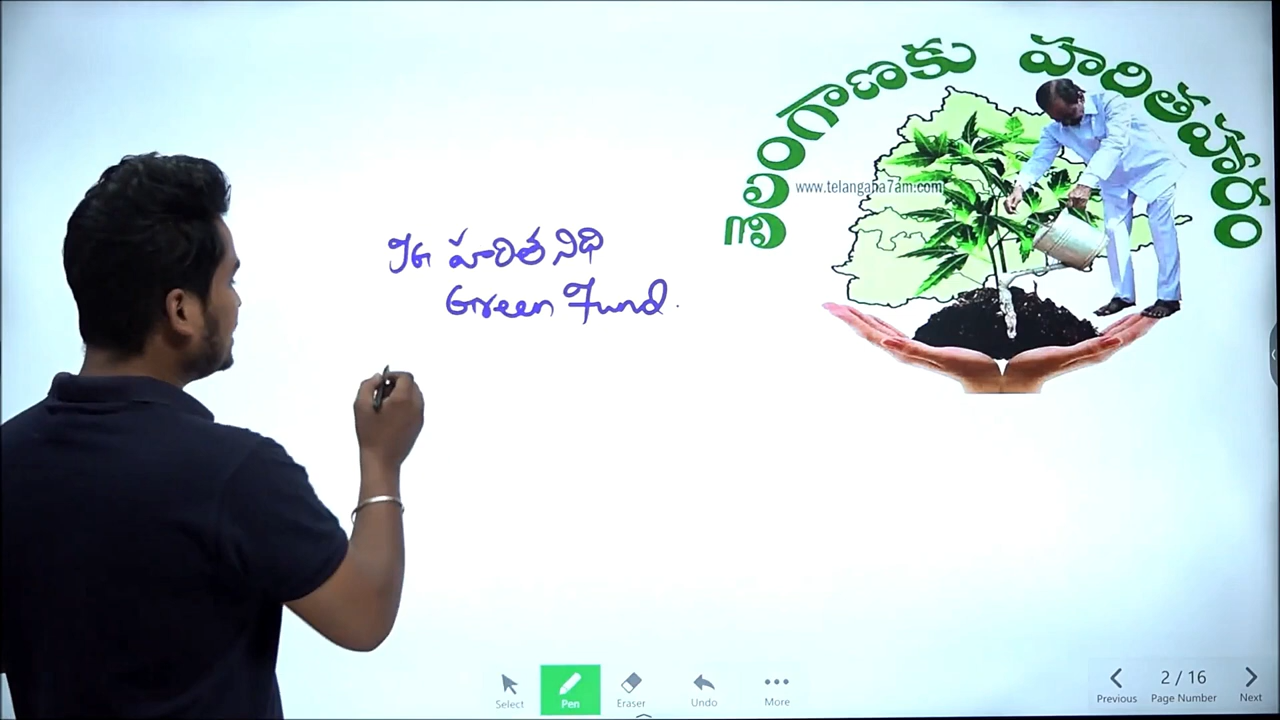 తెలంగాణకు హరితహారం
www.telangana7am.com
TG హరిత నిధి
Green Fund.
Select
Pen
Eraser
Undo
More
Previous
2 / 16
Page Number
Next